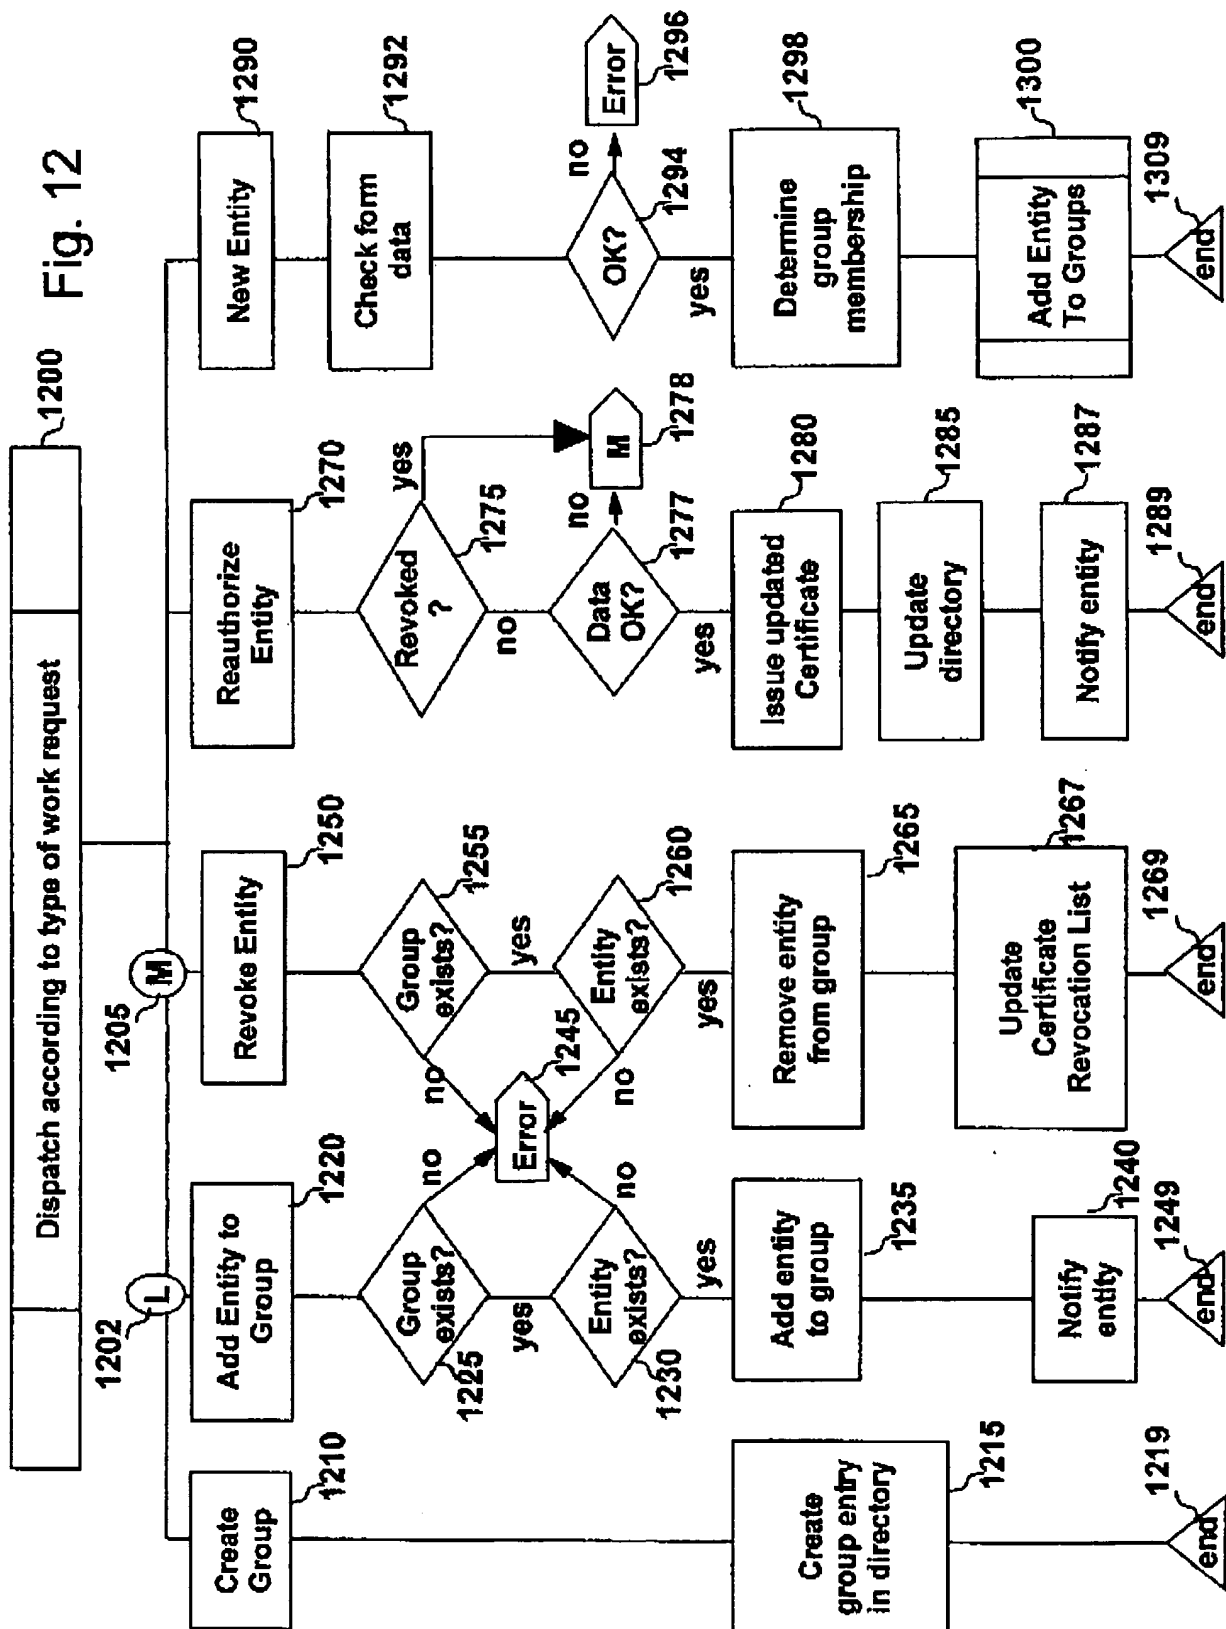 Fig. 12
Dispatch according to type of work request
1200
1202
L
1205
M
Create
Group
1210
Create
group entry
in directory
1215
end
1219
Add Entity to
Group
1220
Group
exists?
1225
yes
no
Entity
exists?
1230
no
yes
Add entity
to group
1235
Notify
entity
1240
end
1249
Error
1245
Revoke Entity
1250
Group
exists?
1255
no
yes
Entity
exists?
1260
no
yes
Remove entity
from group
1265
Update
Certificate
Revocation List
1267
end
1269
Reauthorize
Entity
1270
Revoked
?
1275
yes
no
Data
OK?
1277
no
M
1278
yes
Issue updated
Certificate
1280
Update
directory
1285
Notify entity
1287
end
1289
New Entity
1290
Check form
data
1292
OK?
1294
no
Error
1296
yes
Determine
group
membership
1298
Add Entity
To Groups
1300
end
1309